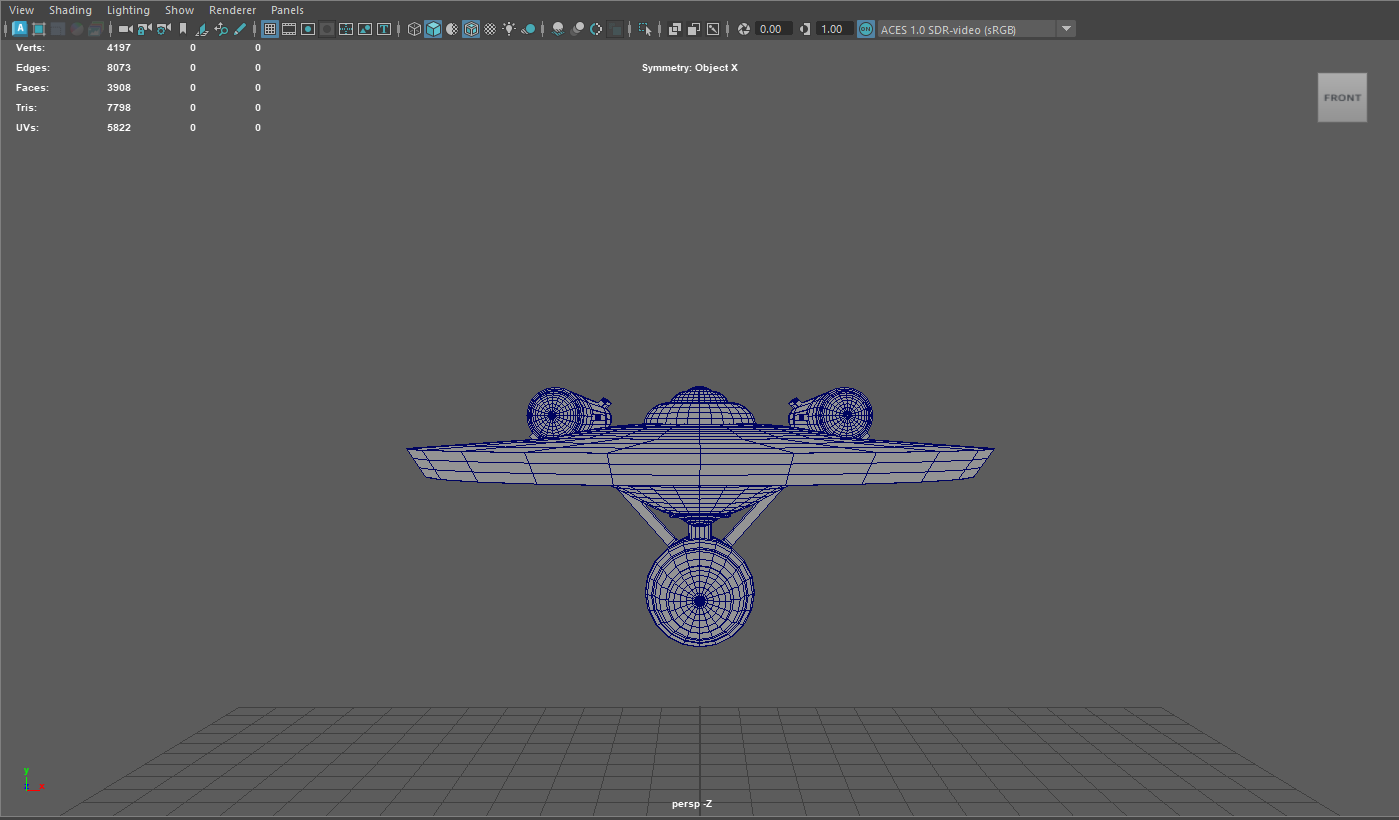 View Shading Lighting Show Renderer Panels
A T 0.00 1.00 ON ACES 1.0 SDR-video (sRGB)
Verts: 4197 0 0
Edges: 8073 0 0
Symmetry: Object X
Faces: 3908 0 0
FRONT
Tris: 7798 0 0
UVs: 5822 0 0
y
x
persp -Z